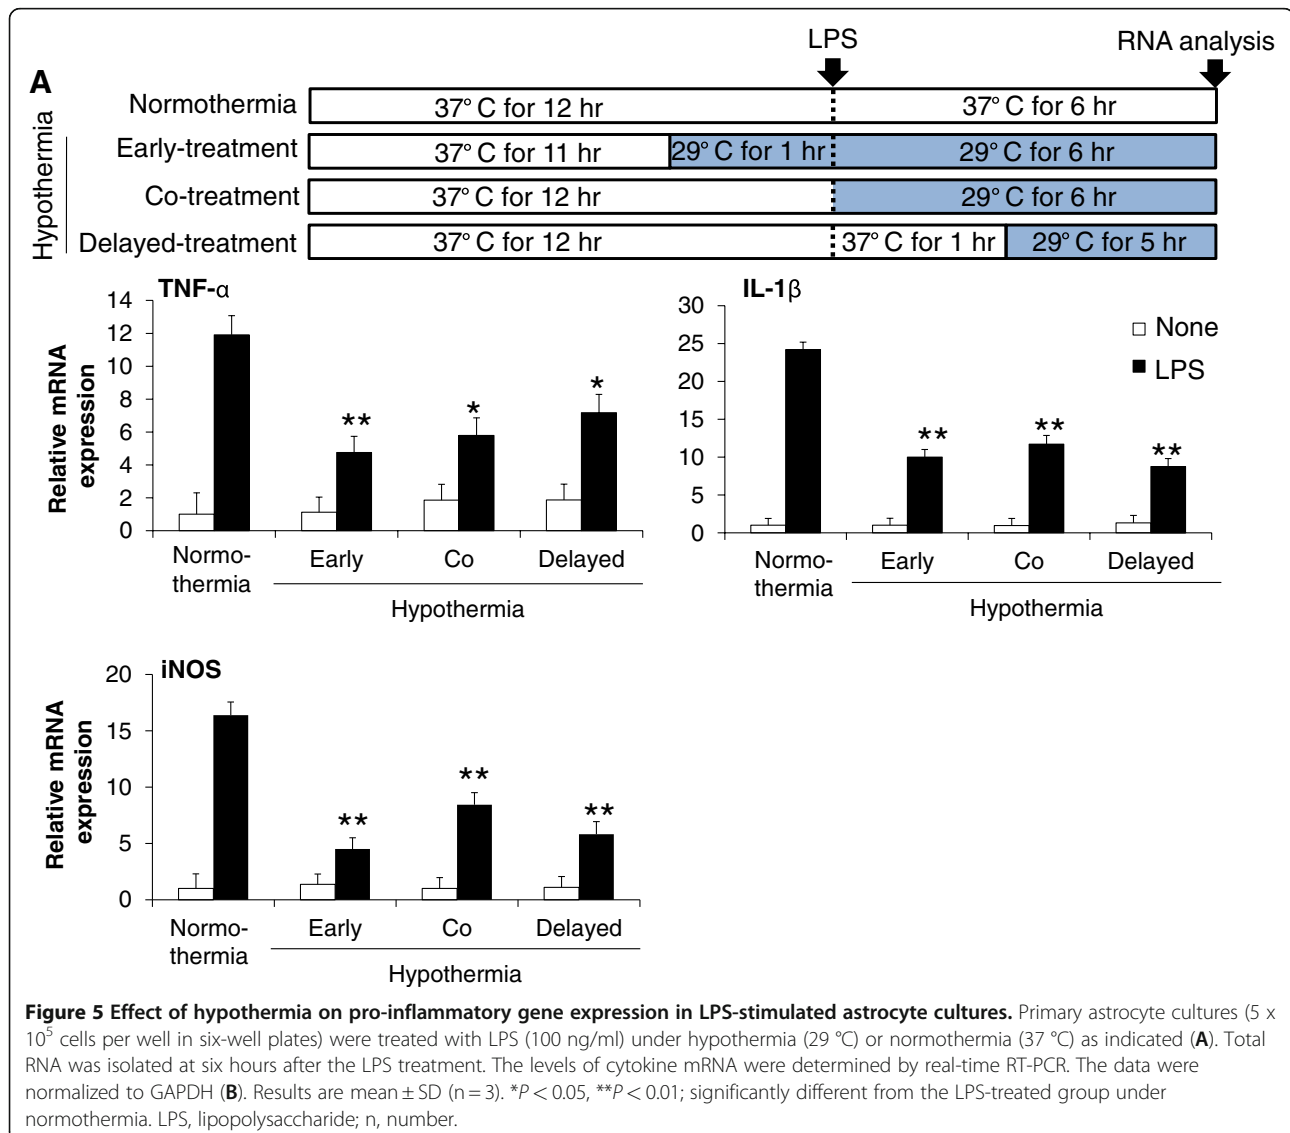 LPS
RNA analysis
A
Normothermia
37° C for 12 hr
37° C for 6 hr
Hypothermia
Early-treatment
37° C for 11 hr
29° C for 1 hr
29° C for 6 hr
Co-treatment
37° C for 12 hr
29° C for 6 hr
Delayed-treatment
37° C for 12 hr
37° C for 1 hr
29° C for 5 hr
TNF-α
Relative mRNA
expression
14
12
10
8
6
4
2
0
**
*
*
Normo-
thermia
Early
Co
Delayed
Hypothermia
IL-1β
30
25
20
15
10
5
0
**
**
**
None
LPS
Normo-
thermia
Early
Co
Delayed
Hypothermia
iNOS
Relative mRNA
expression
20
15
10
5
0
**
**
**
Normo-
thermia
Early
Co
Delayed
Hypothermia
Figure 5 Effect of hypothermia on pro-inflammatory gene expression in LPS-stimulated astrocyte cultures. Primary astrocyte cultures (5 x
10⁵ cells per well in six-well plates) were treated with LPS (100 ng/ml) under hypothermia (29 °C) or normothermia (37 °C) as indicated (A). Total
RNA was isolated at six hours after the LPS treatment. The levels of cytokine mRNA were determined by real-time RT-PCR. The data were
normalized to GAPDH (B). Results are mean ± SD (n = 3). *P < 0.05, **P < 0.01; significantly different from the LPS-treated group under
normothermia. LPS, lipopolysaccharide; n, number.